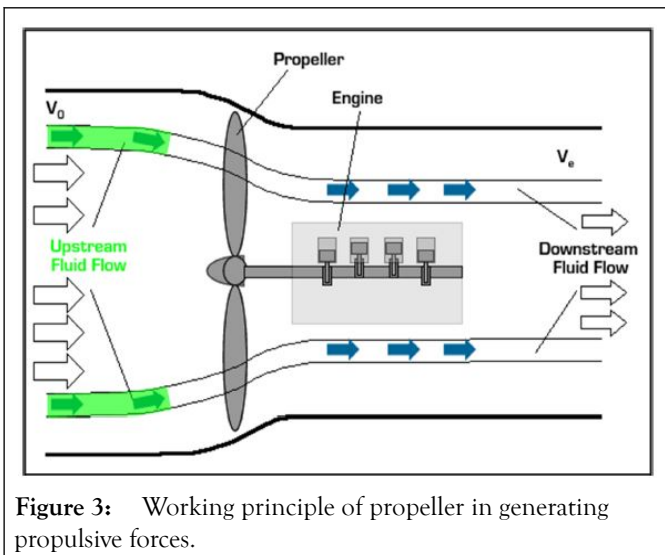 Propeller
Engine
V0
Ve
Upstream
Fluid Flow
Downstream
Fluid Flow
Figure 3: Working principle of propeller in generating
propulsive forces.